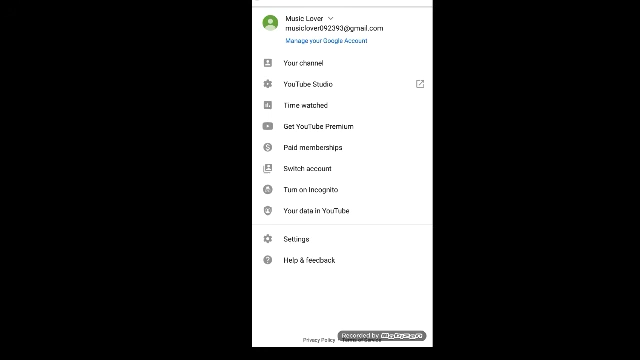 Music Lover
musiclover092393@gmail.com
Manage your Google Account
Your channel
YouTube Studio
Time watched
Get YouTube Premium
Paid memberships
Switch account
Turn on Incognito
Your data in YouTube
Settings
Help & feedback
Recorded by
Privacy Policy